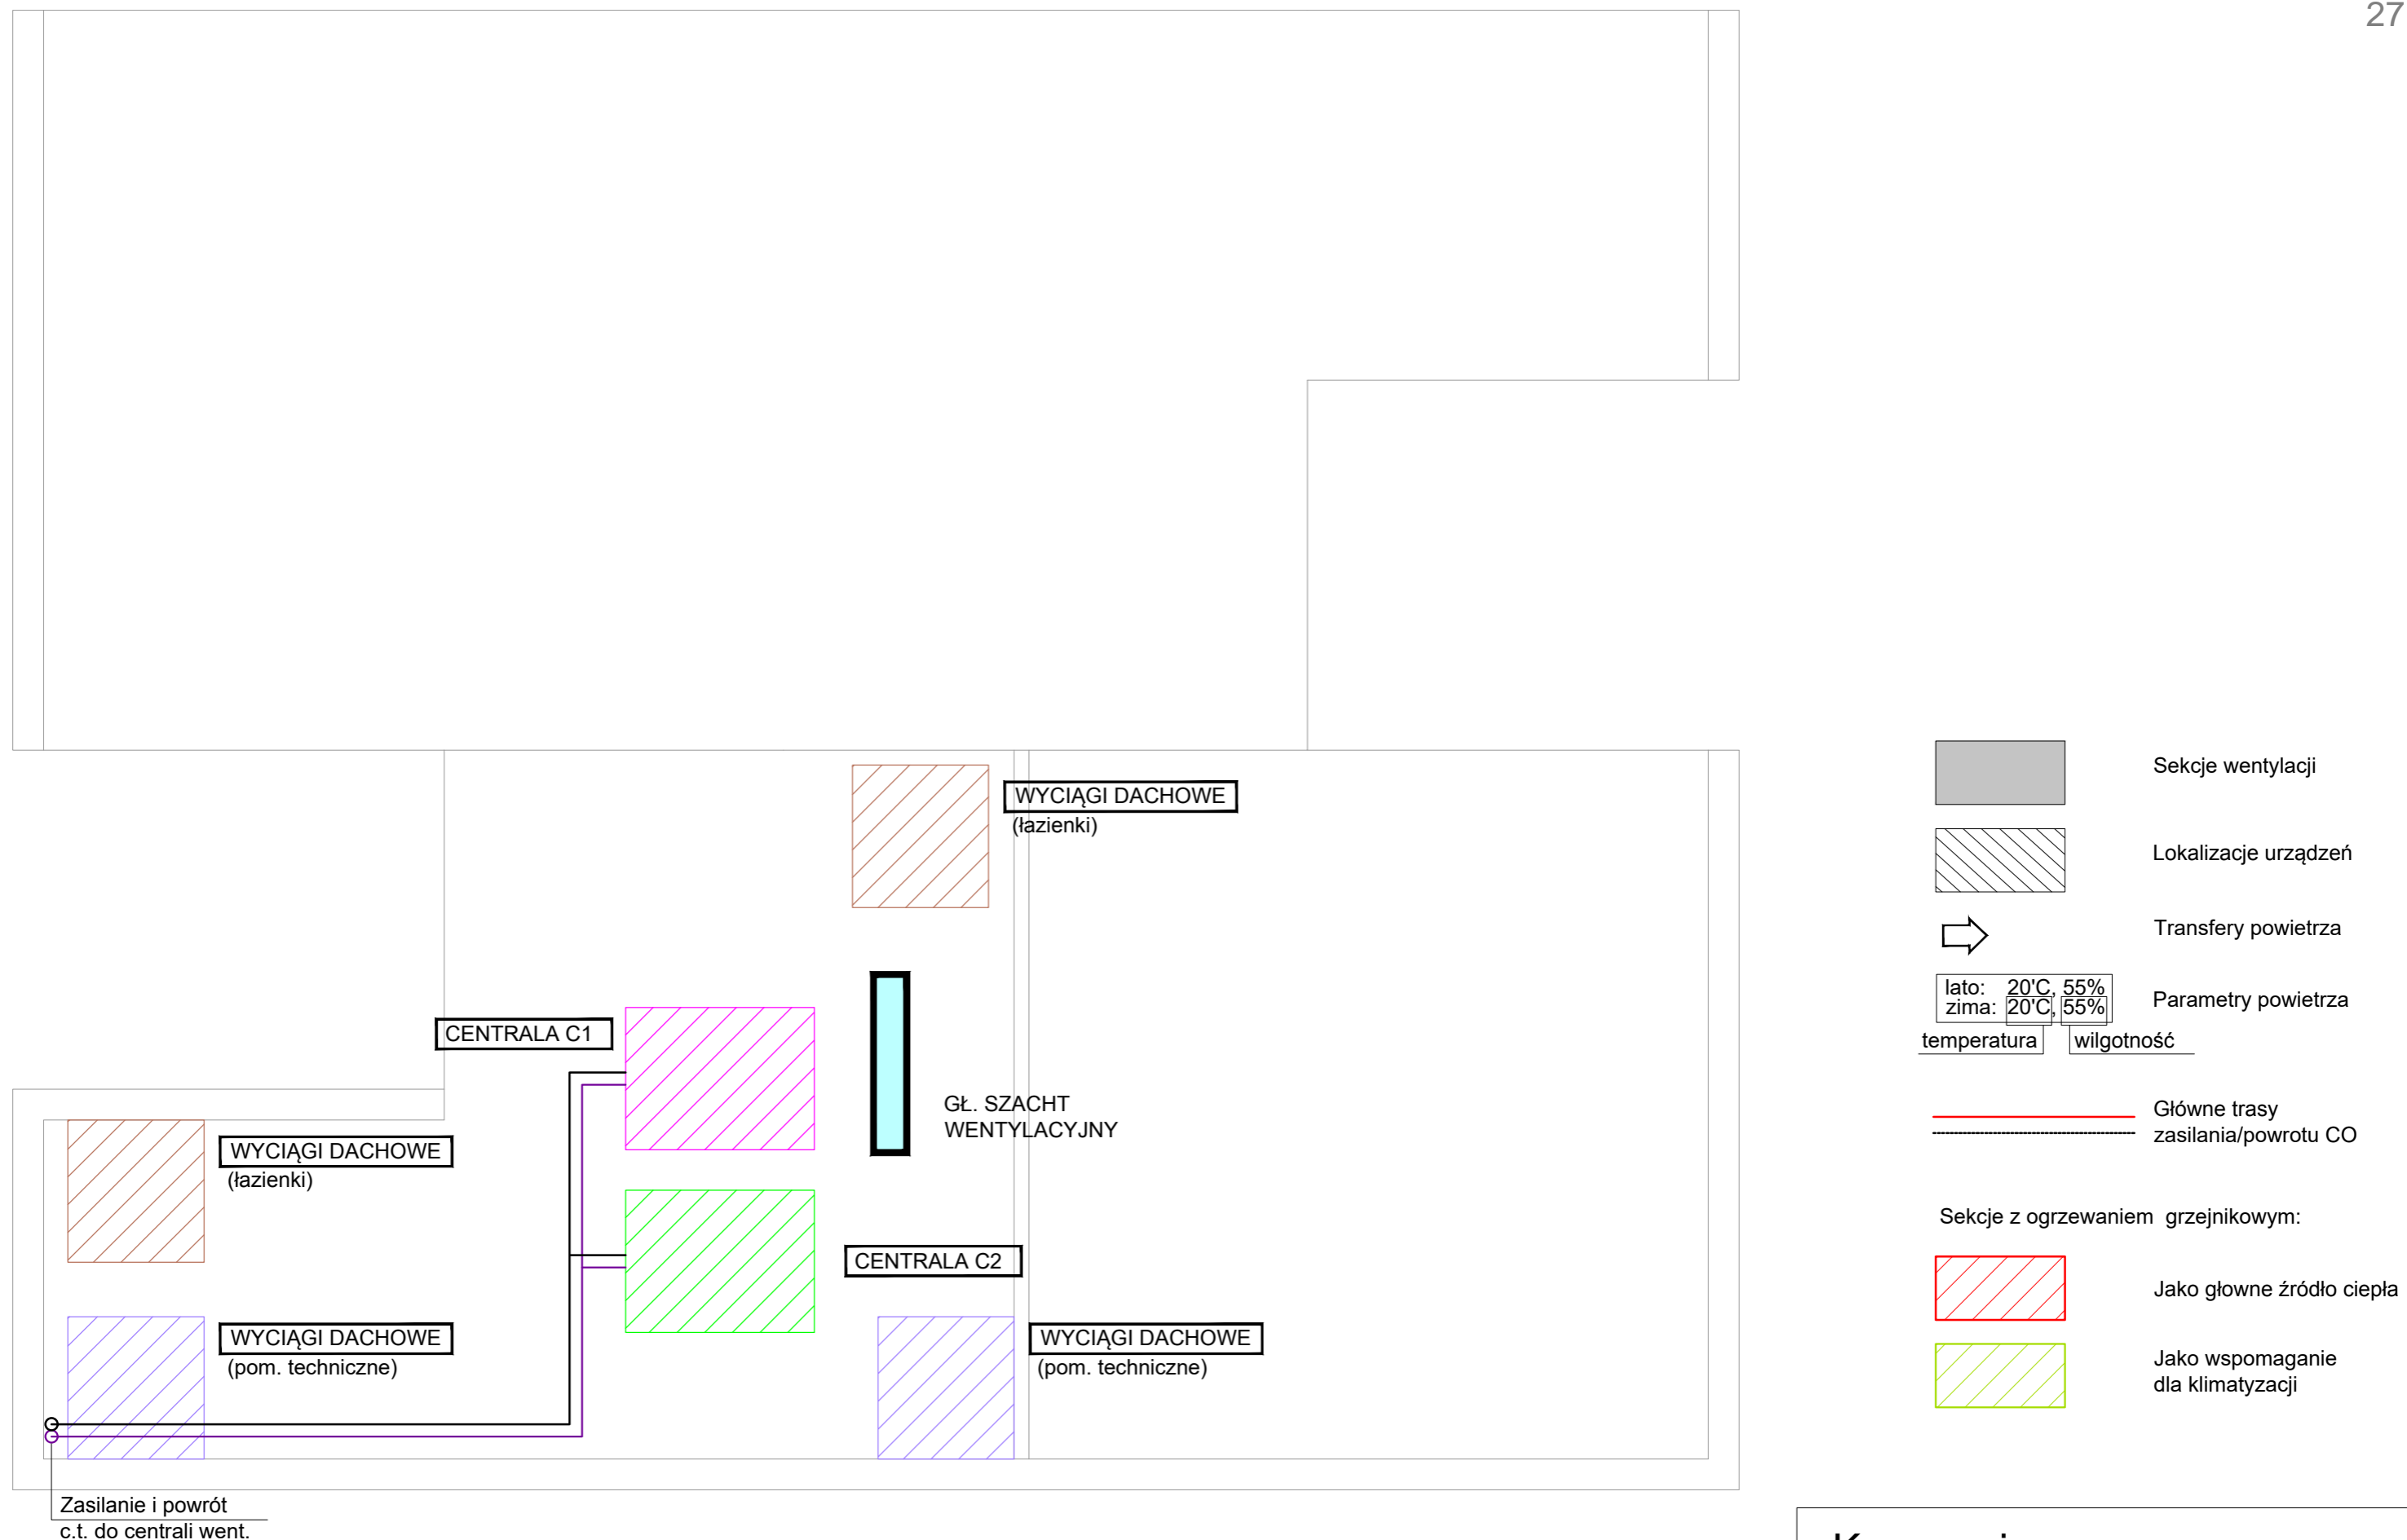 27
WYCIĄGI DACHOWE
(łazienki)
CENTRALA C1
GŁ. SZACHT
WENTYLACYJNY
WYCIĄGI DACHOWE
(łazienki)
CENTRALA C2
WYCIĄGI DACHOWE
(pom. techniczne)
WYCIĄGI DACHOWE
(pom. techniczne)
Zasilanie i powrót
c.t. do centrali went.
Sekcje wentylacji
Lokalizacje urządzeń
Transfery powietrza
lato: 20'C, 55%
zima: 20'C, 55%
Parametry powietrza
temperatura
wilgotność
Główne trasy
zasilania/powrotu CO
Sekcje z ogrzewaniem grzejnikowym:
Jako głowne źródło ciepła
Jako wspomaganie
dla klimatyzacji